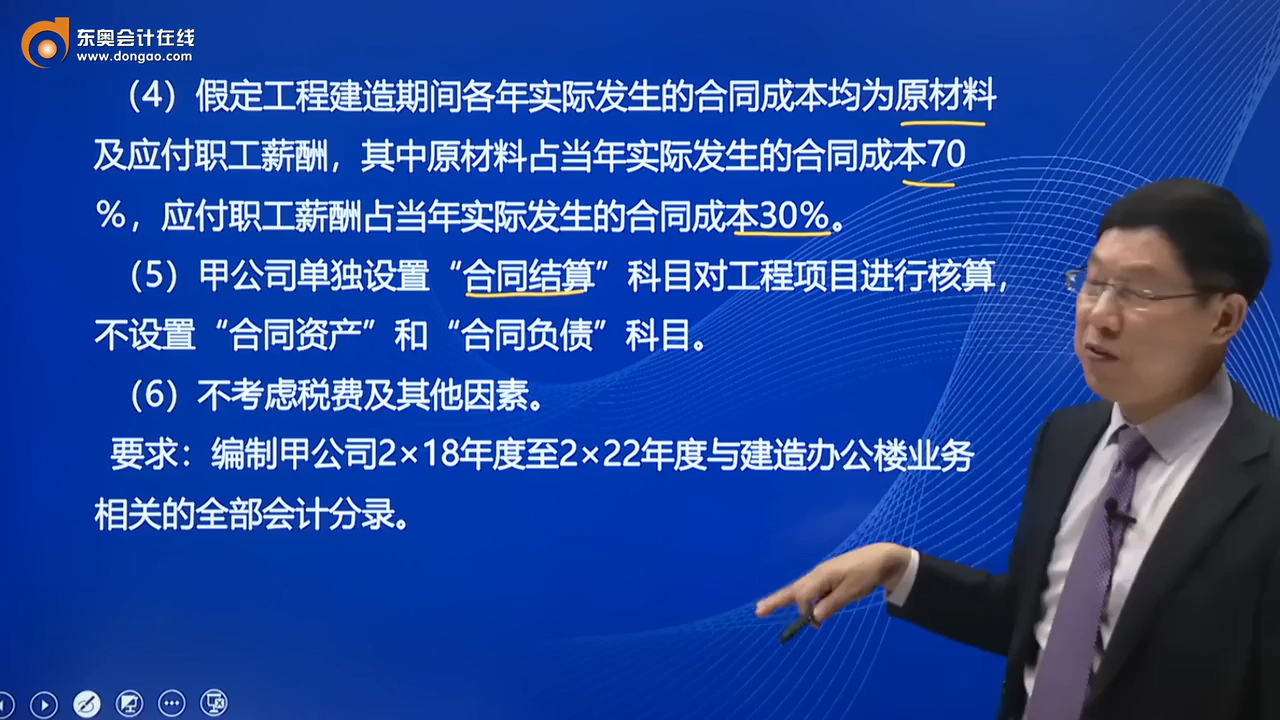 东奥会计在线
www.dongao.com
（4）假定工程建造期间各年实际发生的合同成本均为原材料
及应付职工薪酬，其中原材料占当年实际发生的合同成本70
%，应付职工薪酬占当年实际发生的合同成本30%。
（5）甲公司单独设置“合同结算”科目对工程项目进行核算，
不设置“合同资产”和“合同负债”科目。
（6）不考虑税费及其他因素。
要求：编制甲公司2×18年度至2×22年度与建造办公楼业务
相关的全部会计分录。